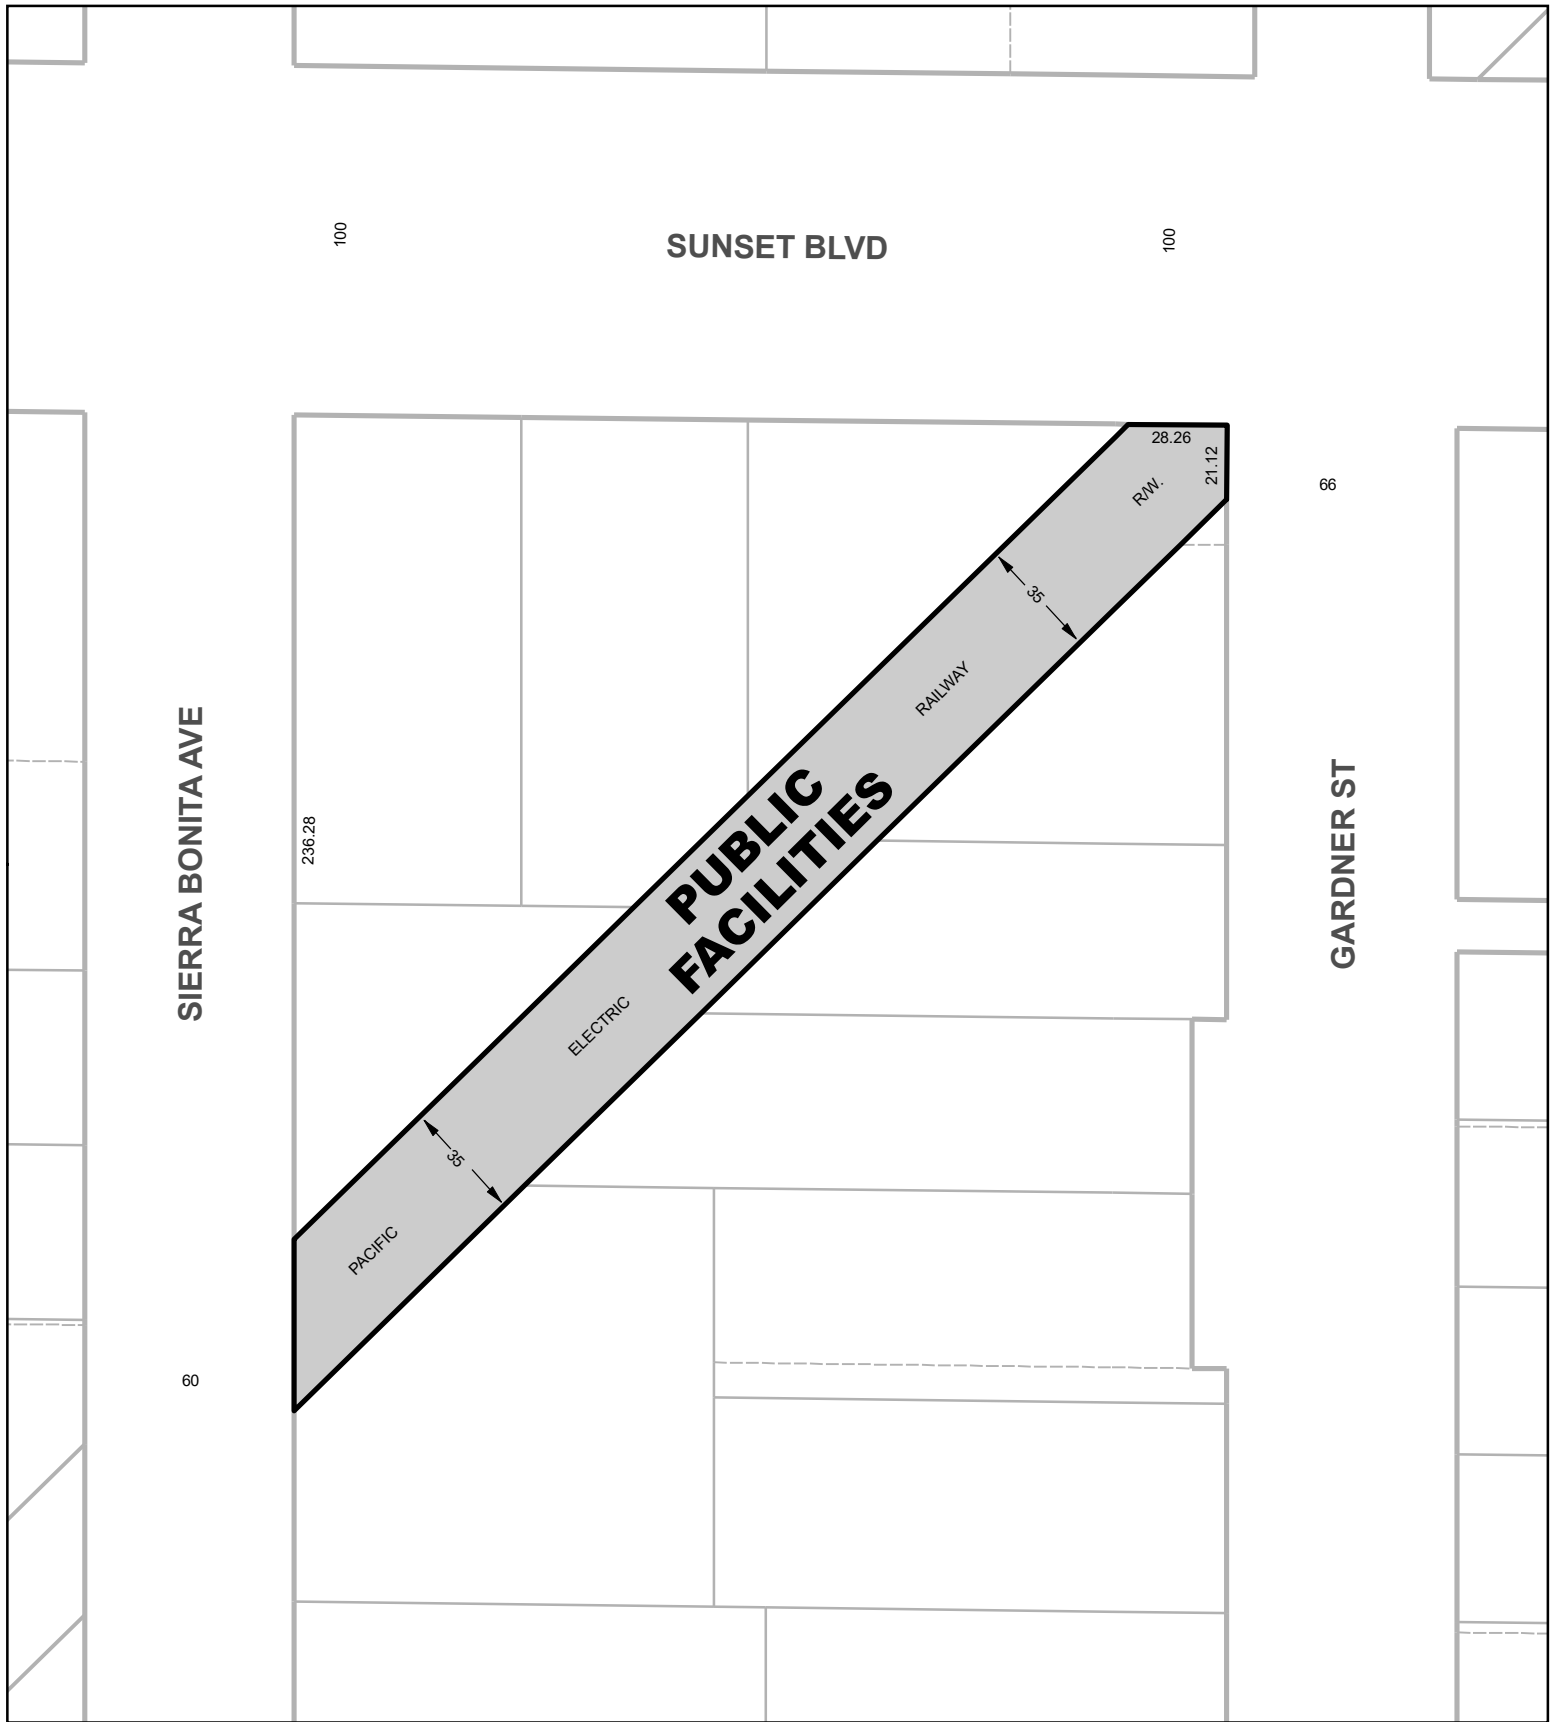 100
SUNSET BLVD
100
28.26
21.12
R/W.
66
35
RAILWAY
PUBLIC
FACILITIES
SIERRA BONITA AVE
236.28
GARDNER ST
ELECTRIC
35
PACIFIC
60